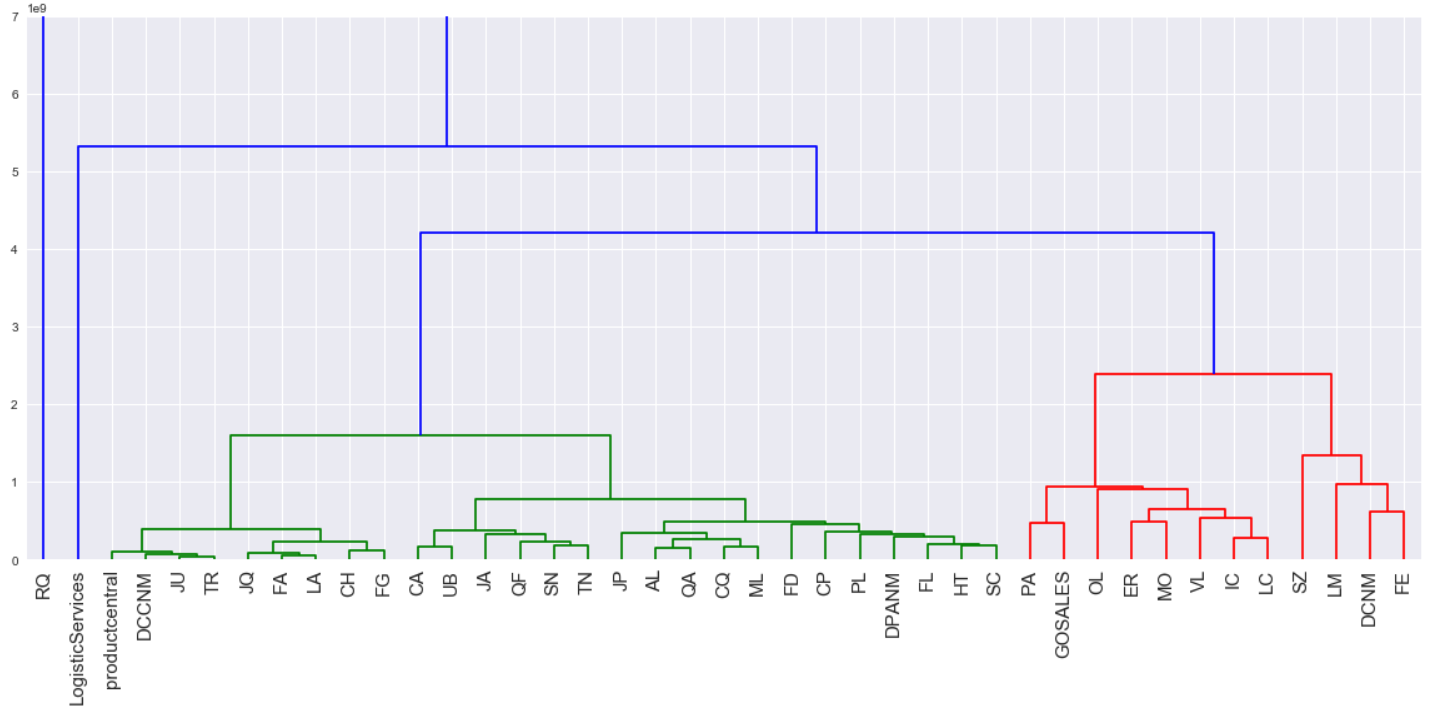 1e9
7
6
5
4
3
2
1
0
RQ
LogisticServices
productcentral
DCCNM
JU
TR
JQ
FA
LA
CH
FG
CA
UB
JA
QF
SN
TN
JP
AL
QA
CQ
ML
FD
CP
PL
DPANM
FL
HT
SC
PA
GOSALES
OL
ER
MO
VL
IC
LC
SZ
LM
DCNM
FE